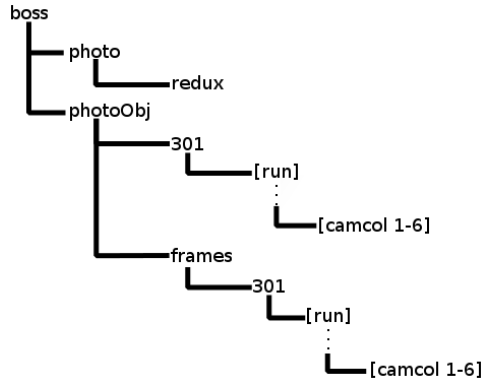 boss
photo
redux
photoObj
301
[run]
[camcol 1-6]
frames
301
[run]
[camcol 1-6]